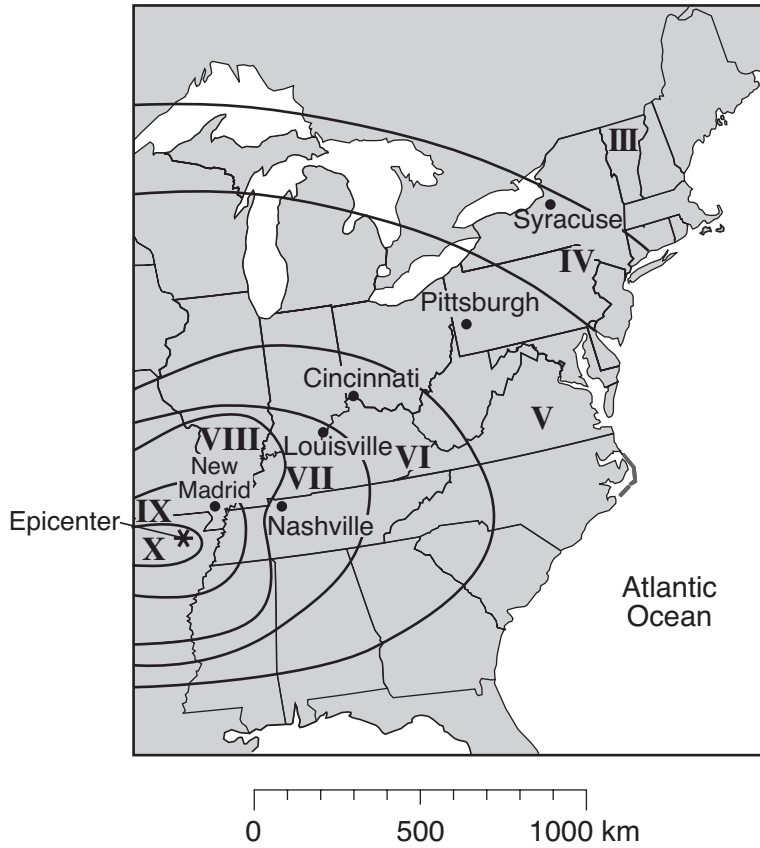 III
Syracuse
IV
Pittsburgh
Cincinnati
V
VIII
Louisville
VI
New
Madrid
VII
IX
Epicenter
Nashville
X
Atlantic
Ocean
0 500 1000 km